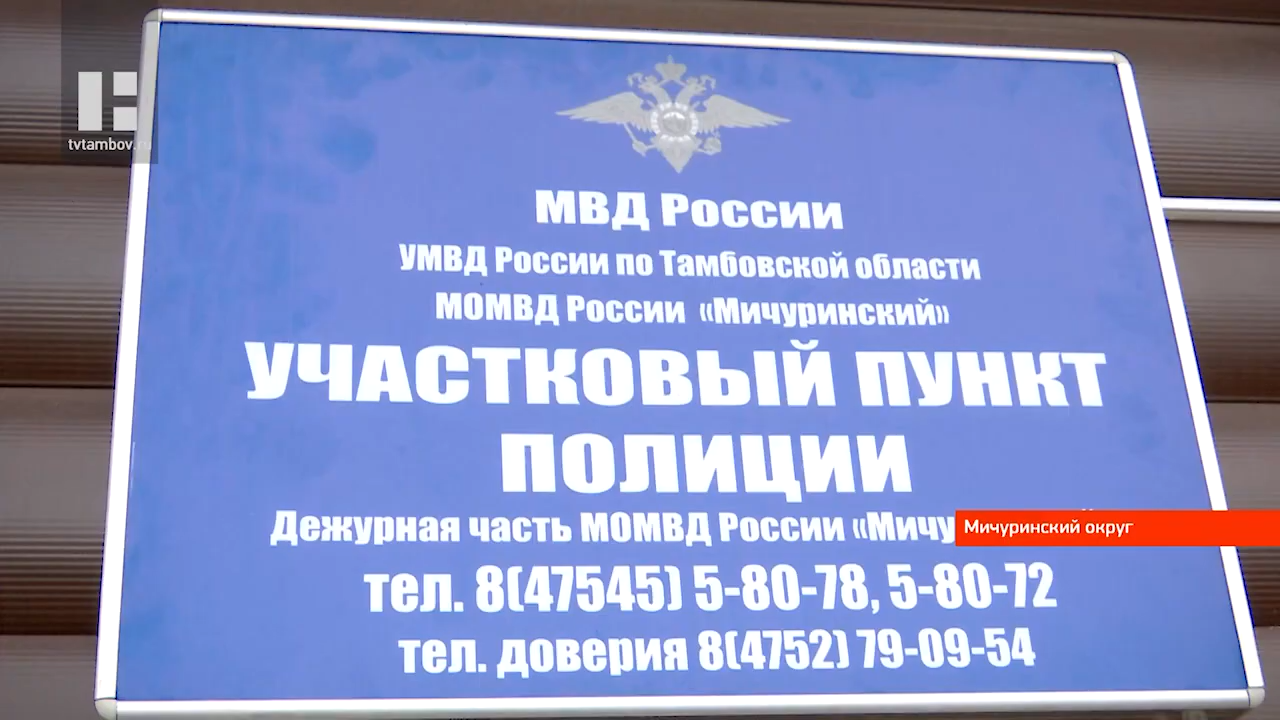 tvtambov.ru
МВД России
УМВД России по Тамбовской области
МОМВД России «Мичуринский»
УЧАСТКОВЫЙ ПУНКТ
ПОЛИЦИИ
Дежурная часть МОМВД России
Мичуринский округ
тел. 8(47545) 5-80-78, 5-80-72
тел. доверия 8(4752) 79-09-54